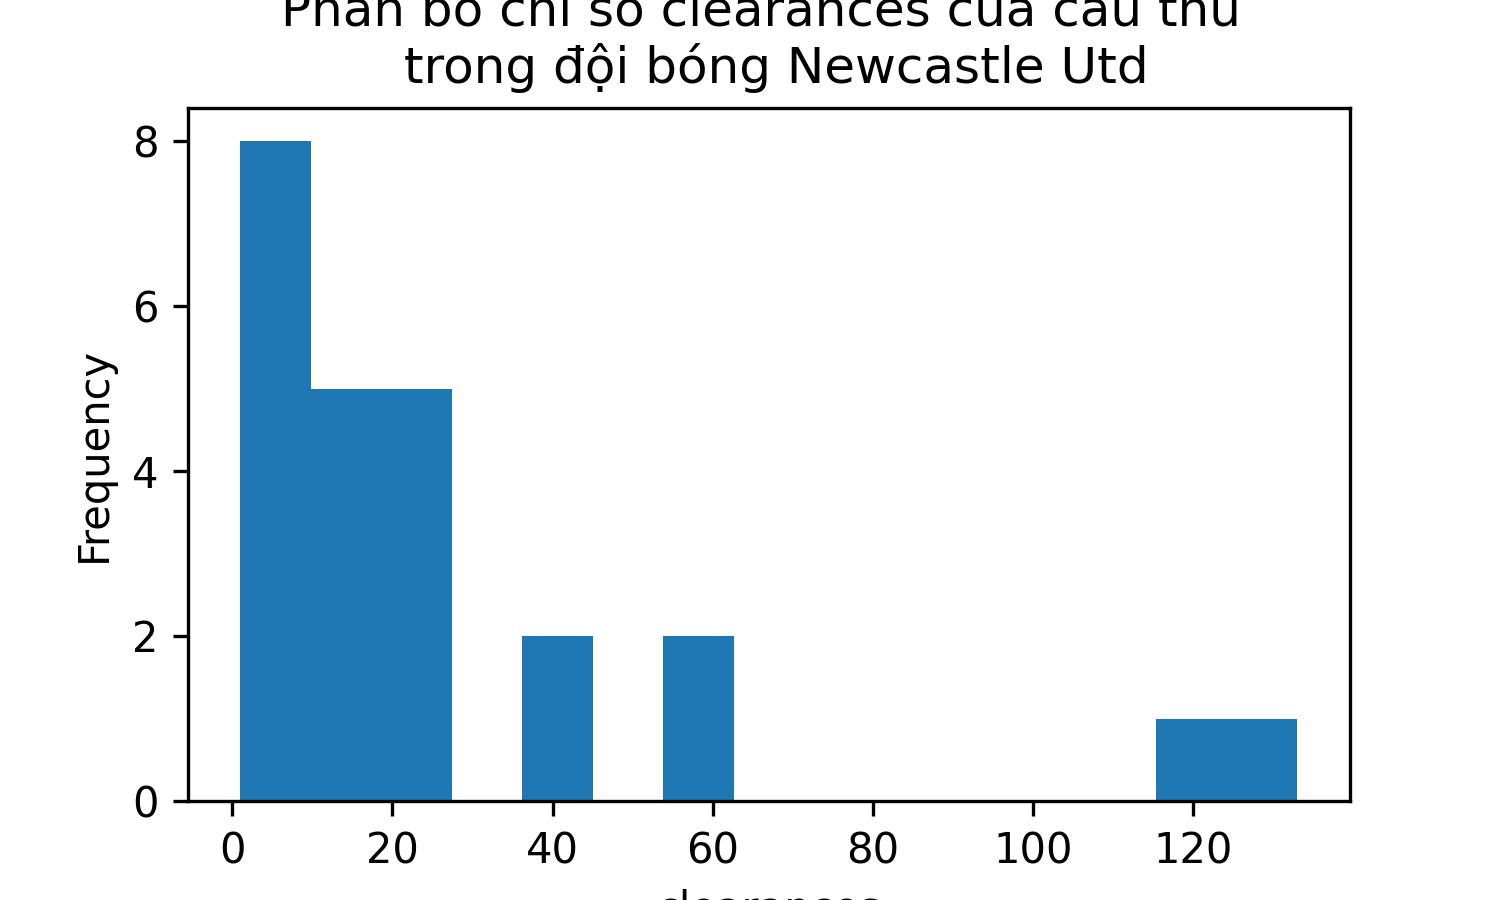 Phân bố chỉ số clearances của cầu thủ
trong đội bóng Newcastle Utd
8
6
4
2
0
Frequency
0 20 40 60 80 100 120
clearances